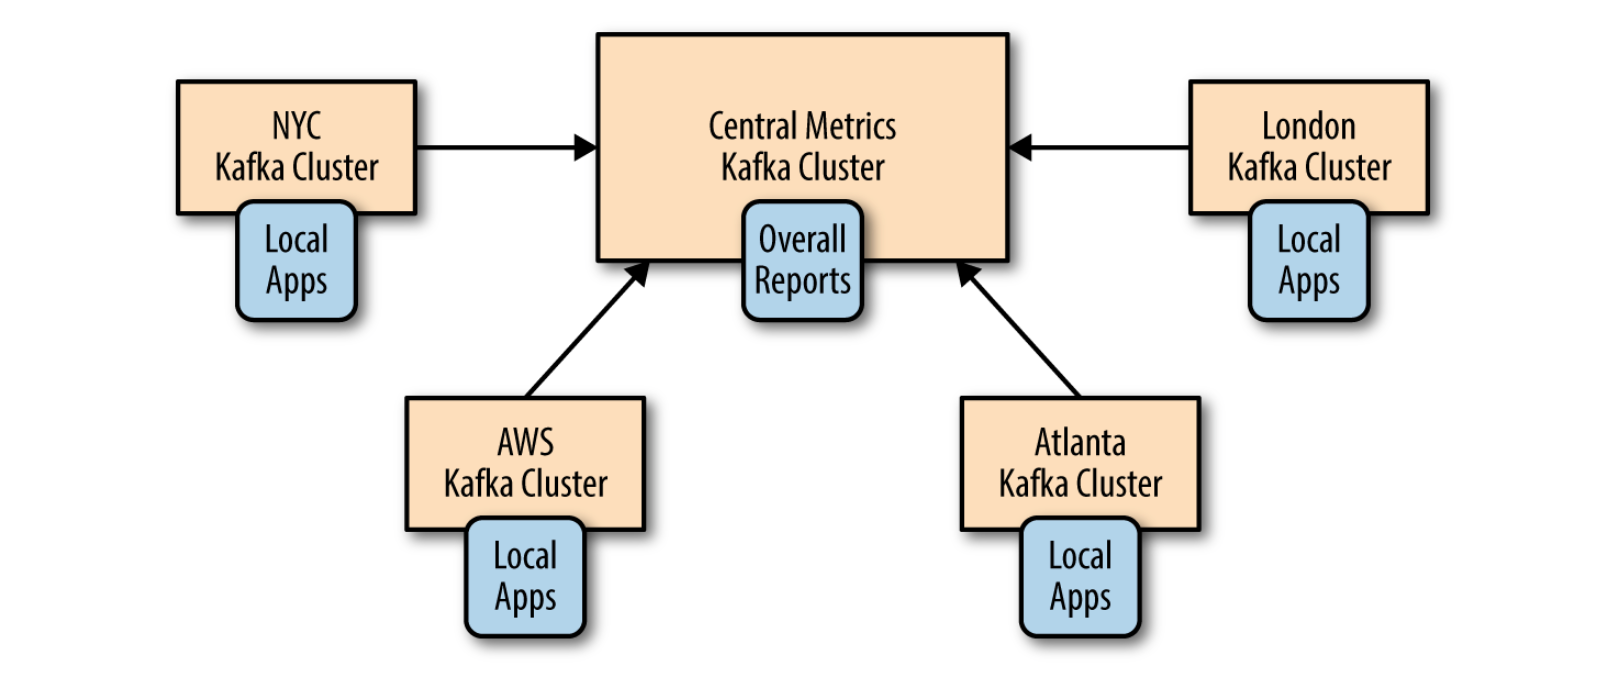 NYC
Kafka Cluster
Local
Apps
Central Metrics
Kafka Cluster
Overall
Reports
London
Kafka Cluster
Local
Apps
AWS
Kafka Cluster
Local
Apps
Atlanta
Kafka Cluster
Local
Apps